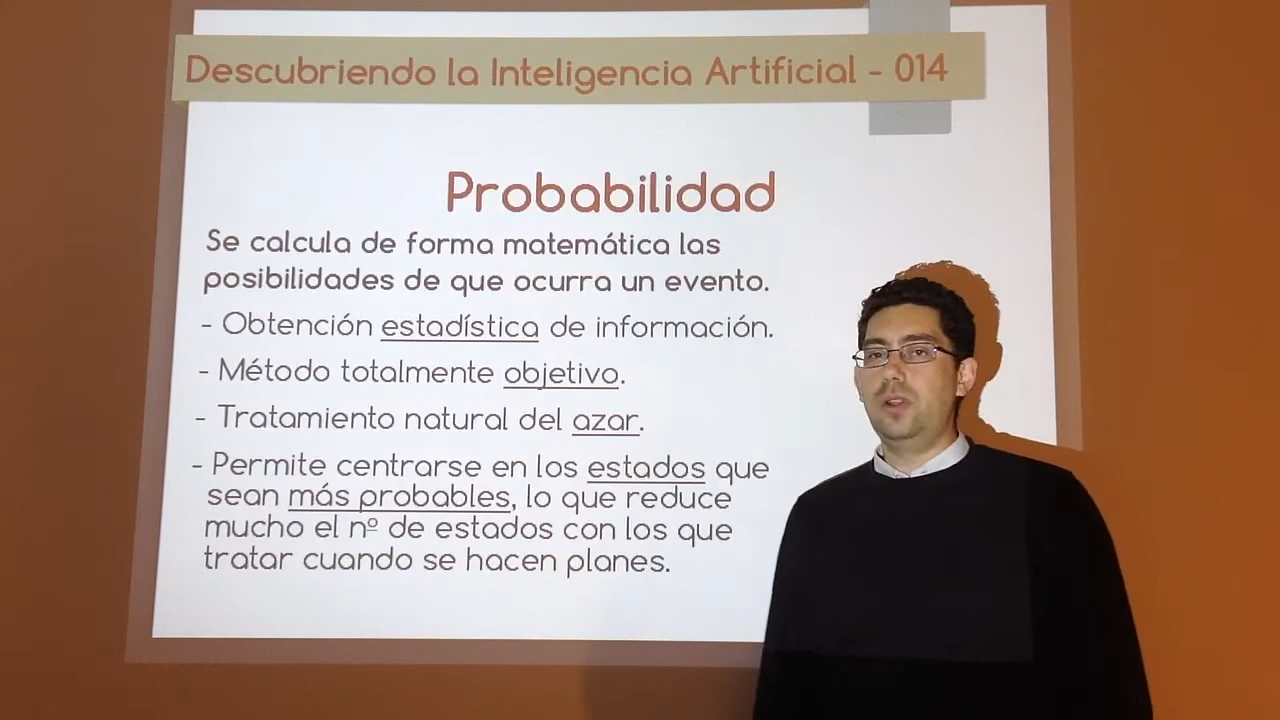 Descubriendo la Inteligencia Artificial - 014
Probabilidad
Se calcula de forma matemática las
posibilidades de que ocurra un evento.
- Obtención estadística de información.
- Método totalmente objetivo.
- Tratamiento natural del azar.
- Permite centrarse en los estados que
sean más probables, lo que reduce
mucho el nº de estados con los que
tratar cuando se hacen planes.